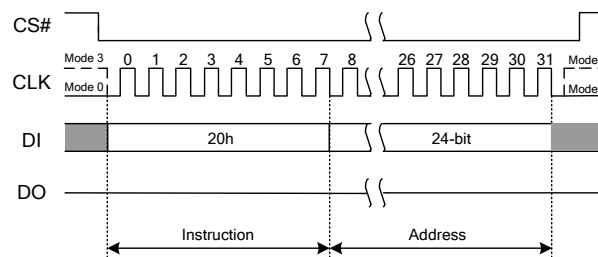 CS#
Mode 3 0 1 2 3 4 5 6 7 8 26 27 28 29 30 31 Mode
CLK
Mode 0 Mode
DI 20h 24-bit
DO
Instruction Address